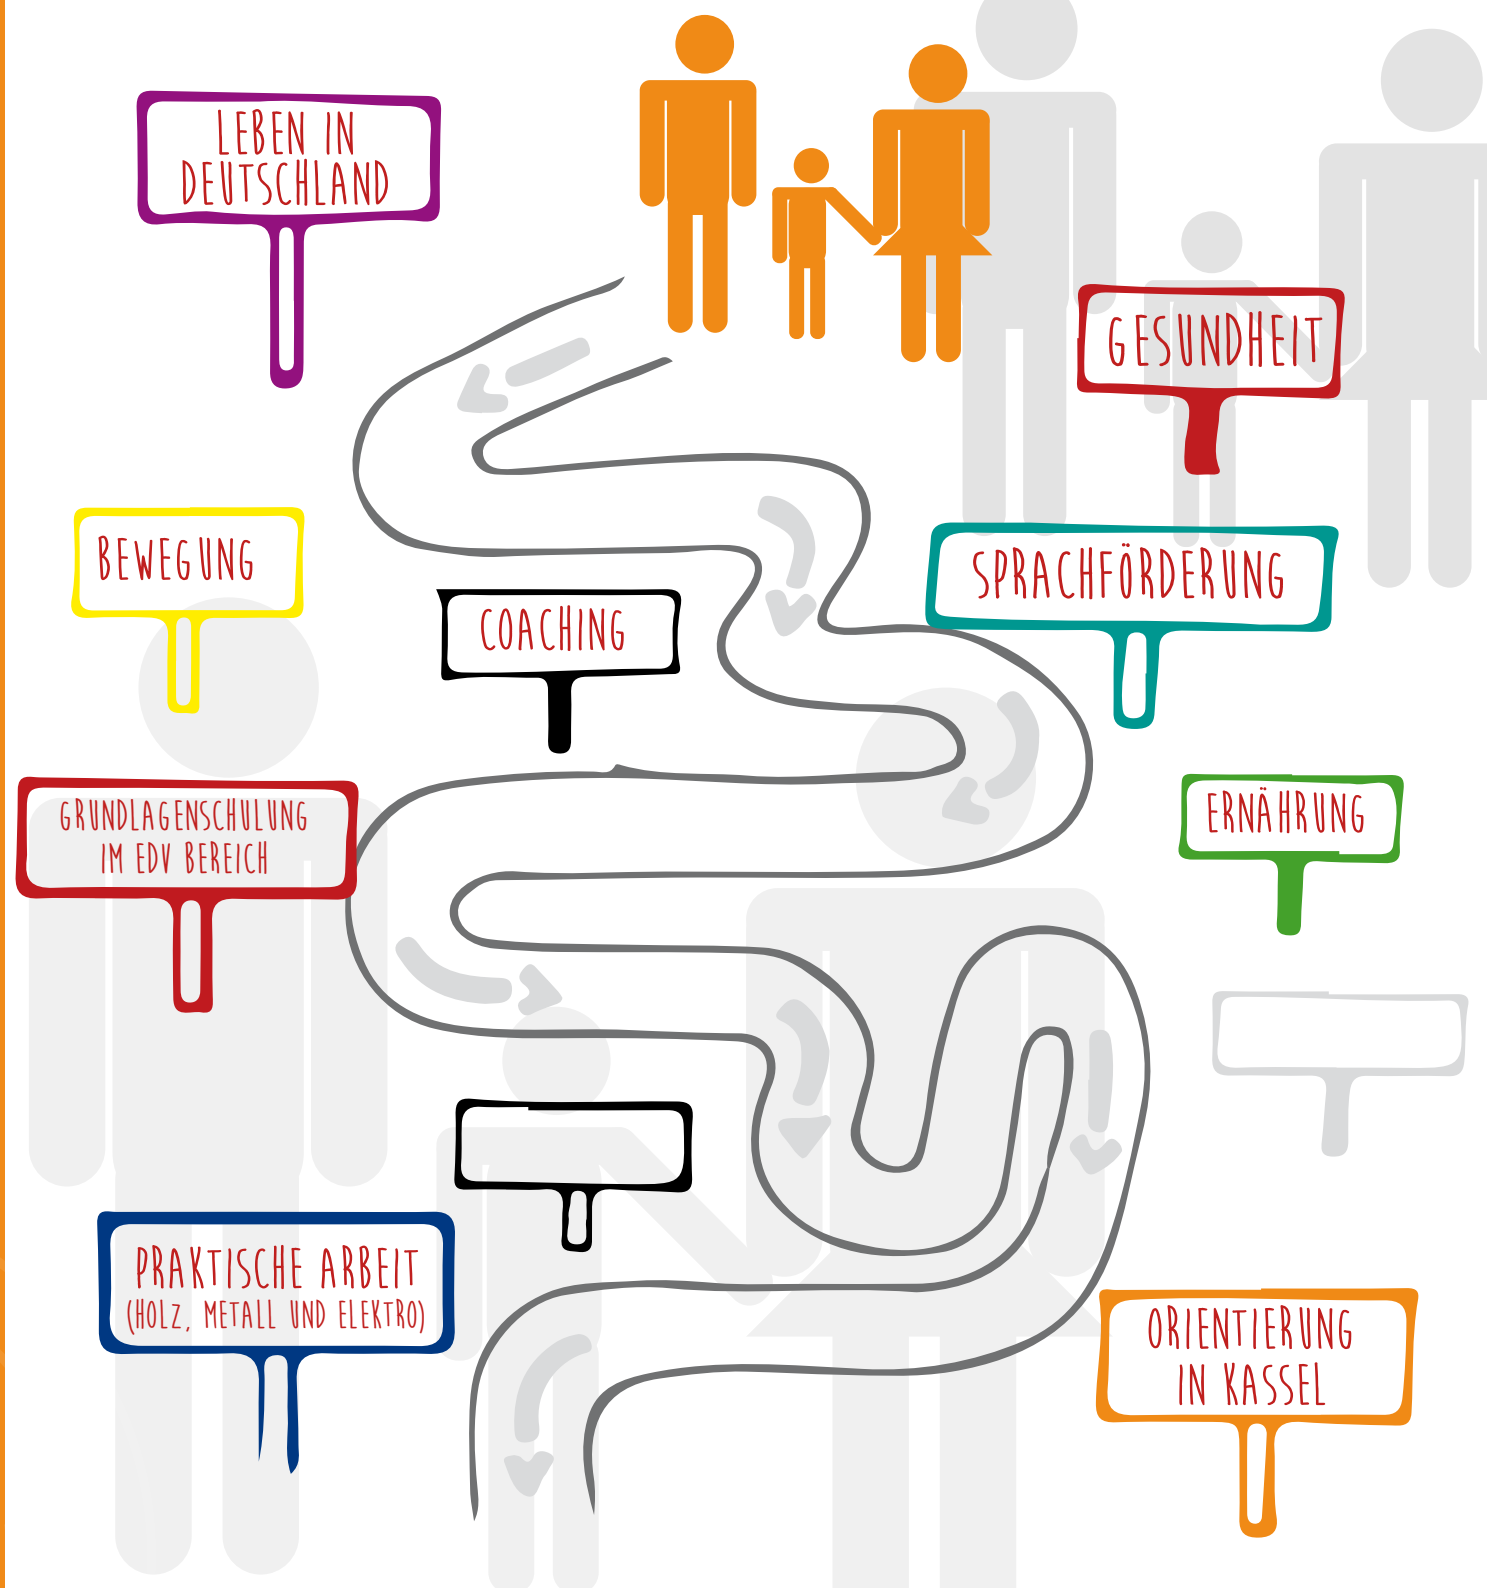 LEBEN IN
DEUTSCHLAND
GESUNDHEIT
BEWEGUNG
SPRACHFÖRDERUNG
COACHING
GRUNDLAGENSCHULUNG
IM EDV BEREICH
ERNÄHRUNG
PRAKTISCHE ARBEIT
(HOLZ, METALL UND ELEKTRO)
ORIENTIERUNG
IN KASSEL